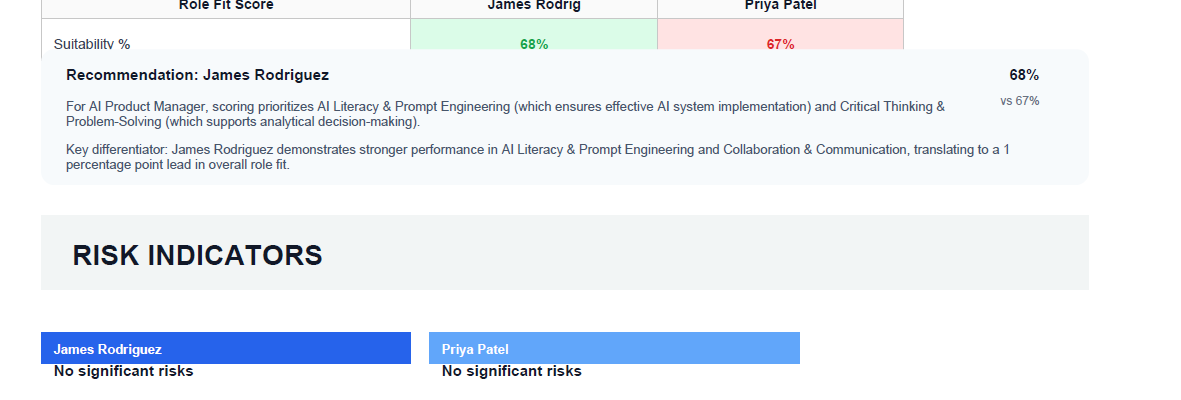 Role Fit Score James Rodrig Priya Patel
Suitability % 68% 67%
Recommendation: James Rodriguez 68%
For AI Product Manager, scoring prioritizes AI Literacy & Prompt Engineering (which ensures effective AI system implementation) and Critical Thinking & vs 67%
Problem-Solving (which supports analytical decision-making).
Key differentiator: James Rodriguez demonstrates stronger performance in AI Literacy & Prompt Engineering and Collaboration & Communication, translating to a 1
percentage point lead in overall role fit.
RISK INDICATORS
James Rodriguez Priya Patel
No significant risks No significant risks